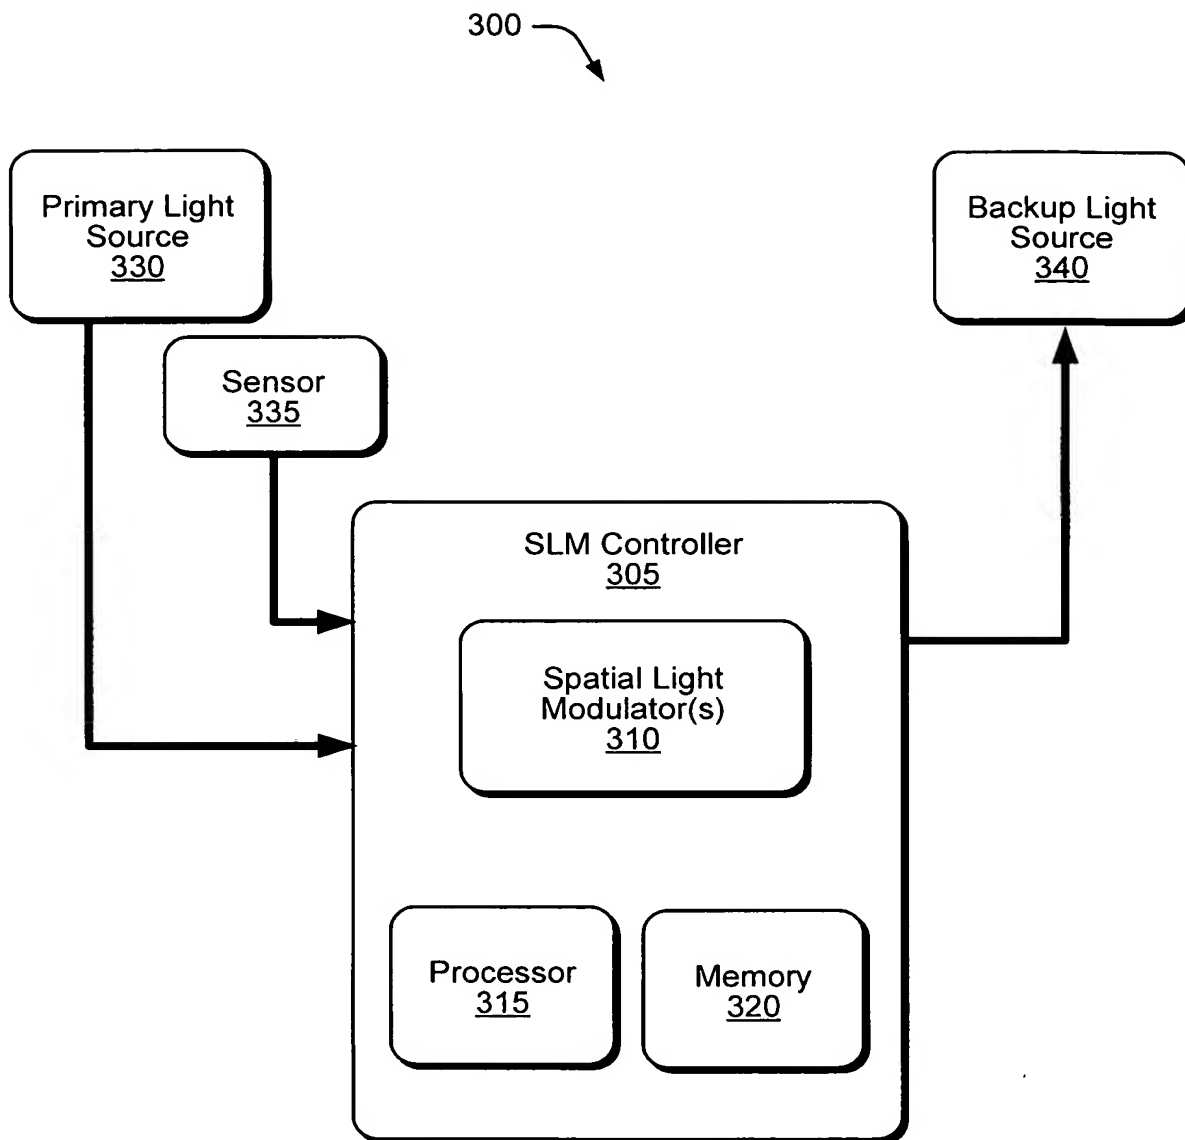 300
Primary Light
Source
330
Backup Light
Source
340
Sensor
335
SLM Controller
305
Spatial Light
Modulator(s)
310
Processor
315
Memory
320